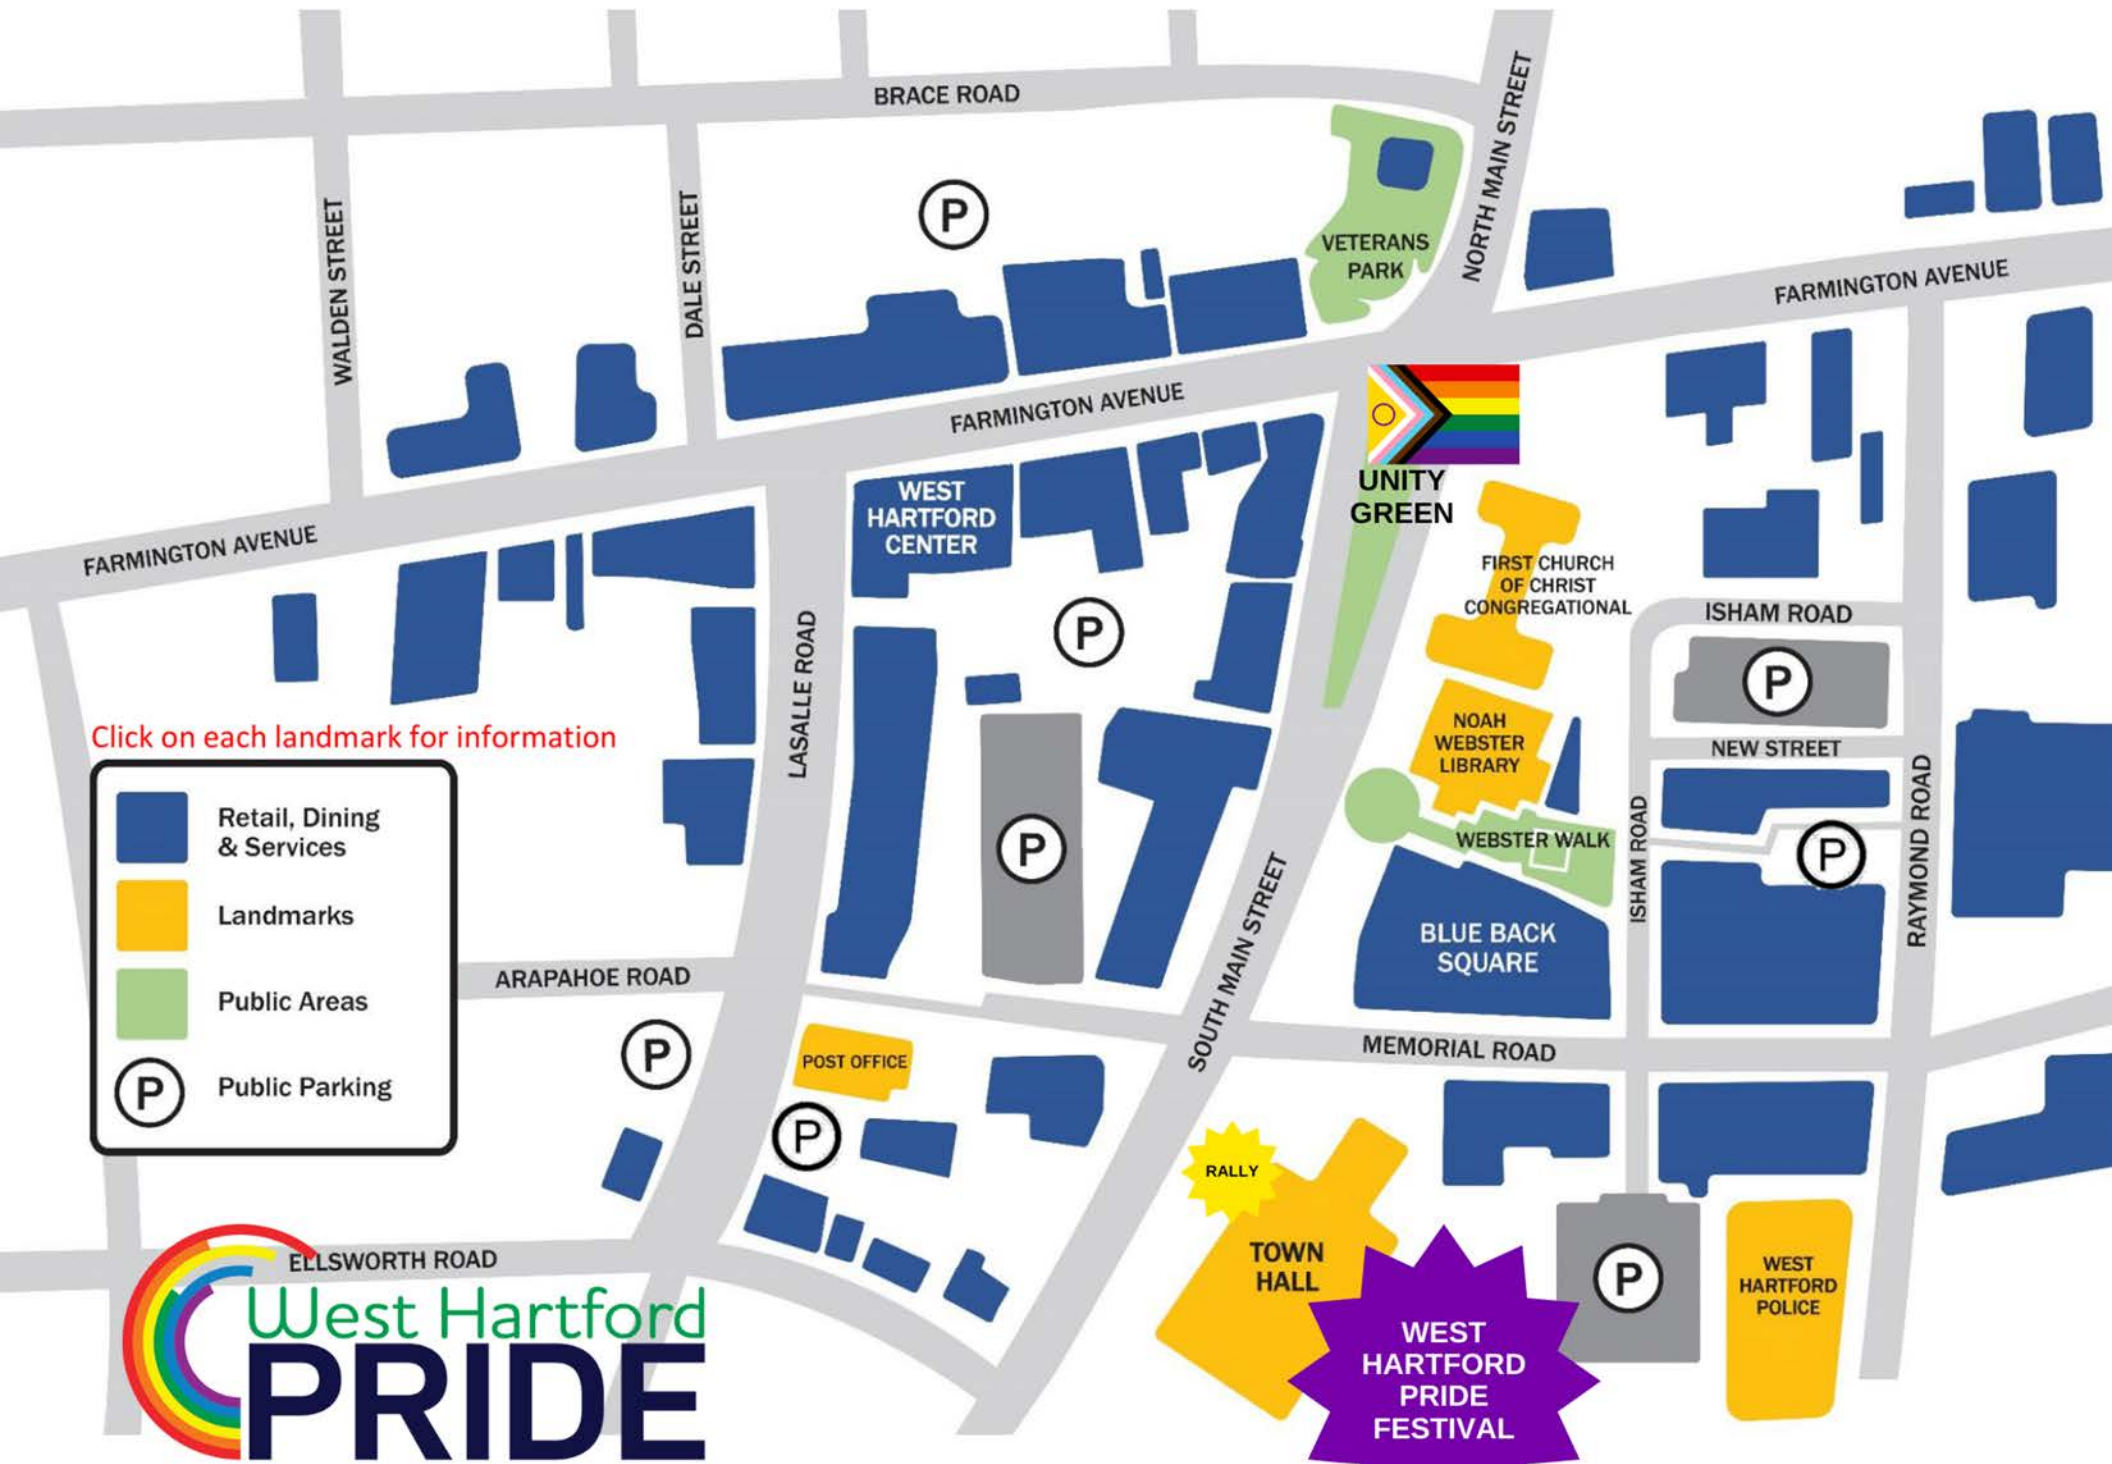 BRACE ROAD
NORTH MAIN STREET
WALDEN STREET
DALE STREET
P
VETERANS
PARK
FARMINGTON AVENUE
FARMINGTON AVENUE
UNITY
GREEN
WEST
HARTFORD
CENTER
FARMINGTON AVENUE
FIRST CHURCH
OF CHRIST
CONGREGATIONAL
ISHAM ROAD
P
LASALLE ROAD
P
NOAH
WEBSTER
LIBRARY
NEW STREET
Click on each landmark for information
Retail, Dining
& Services
Landmarks
Public Areas
P
Public Parking
P
WEBSTER WALK
ISHAM ROAD
P
RAYMOND ROAD
SOUTH MAIN STREET
BLUE BACK
SQUARE
ARAPAHOE ROAD
P
POST OFFICE
MEMORIAL ROAD
P
RALLY
TOWN
HALL
P
WEST
HARTFORD
POLICE
ELLSWORTH ROAD
West Hartford
PRIDE
WEST
HARTFORD
PRIDE
FESTIVAL